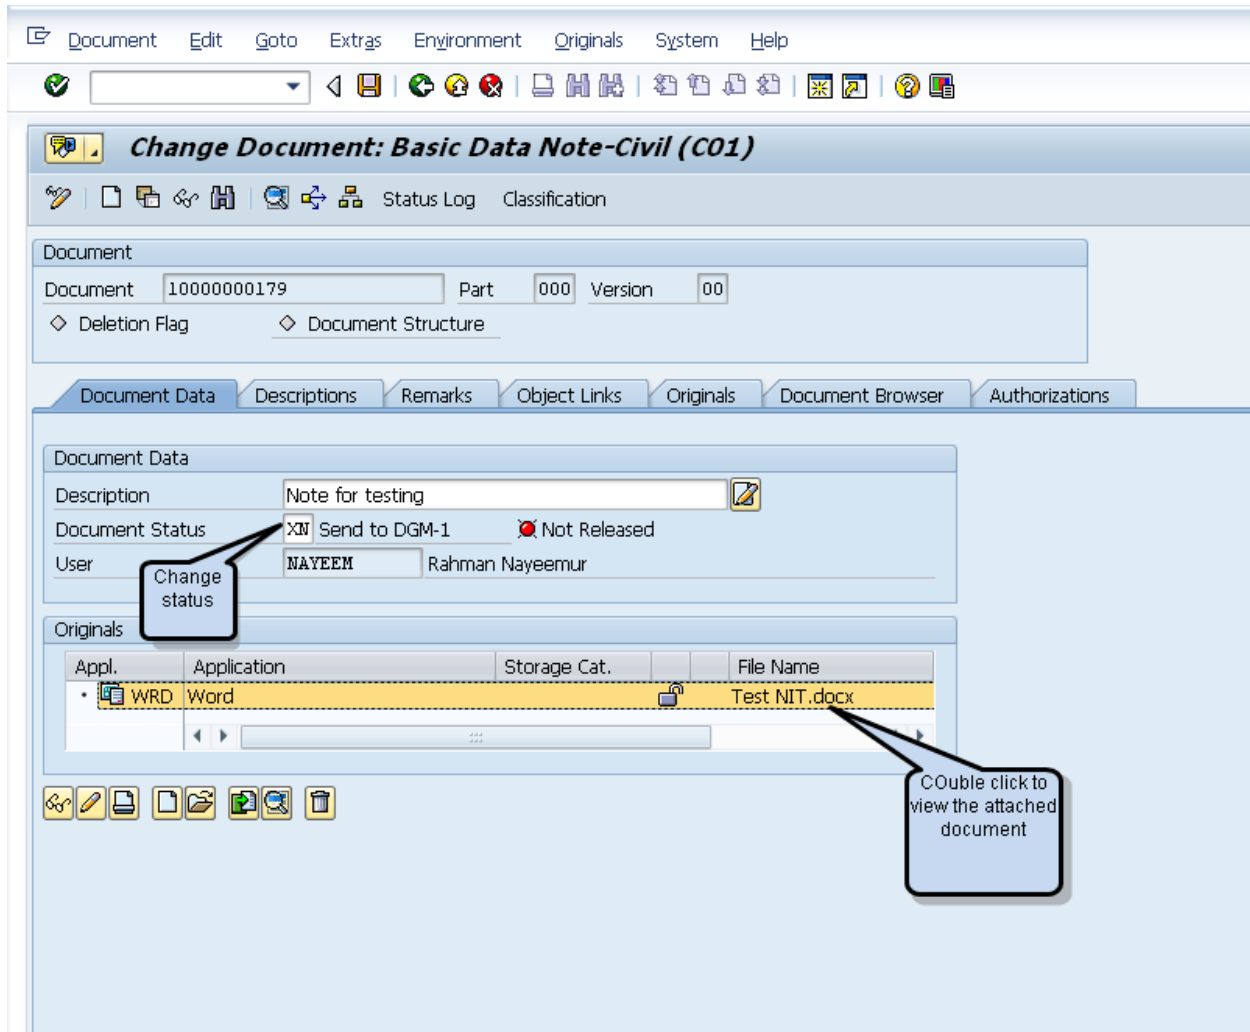 Document Edit Goto Extras Environment Originals System Help
Change Document: Basic Data Note-Civil (C01)
Status Log Classification
Document
Document 10000000179 Part 000 Version 00
Deletion Flag Document Structure
Document Data Descriptions Remarks Object Links Originals Document Browser Authorizations
Document Data
Description Note for testing
Document Status XN Send to DGM-1 Not Released
User NAYEEM Rahman Nayeemur
Change
status
Originals
Appl. Application Storage Cat. File Name
WRD Word Test NIT.docx
COuble click to
view the attached
document